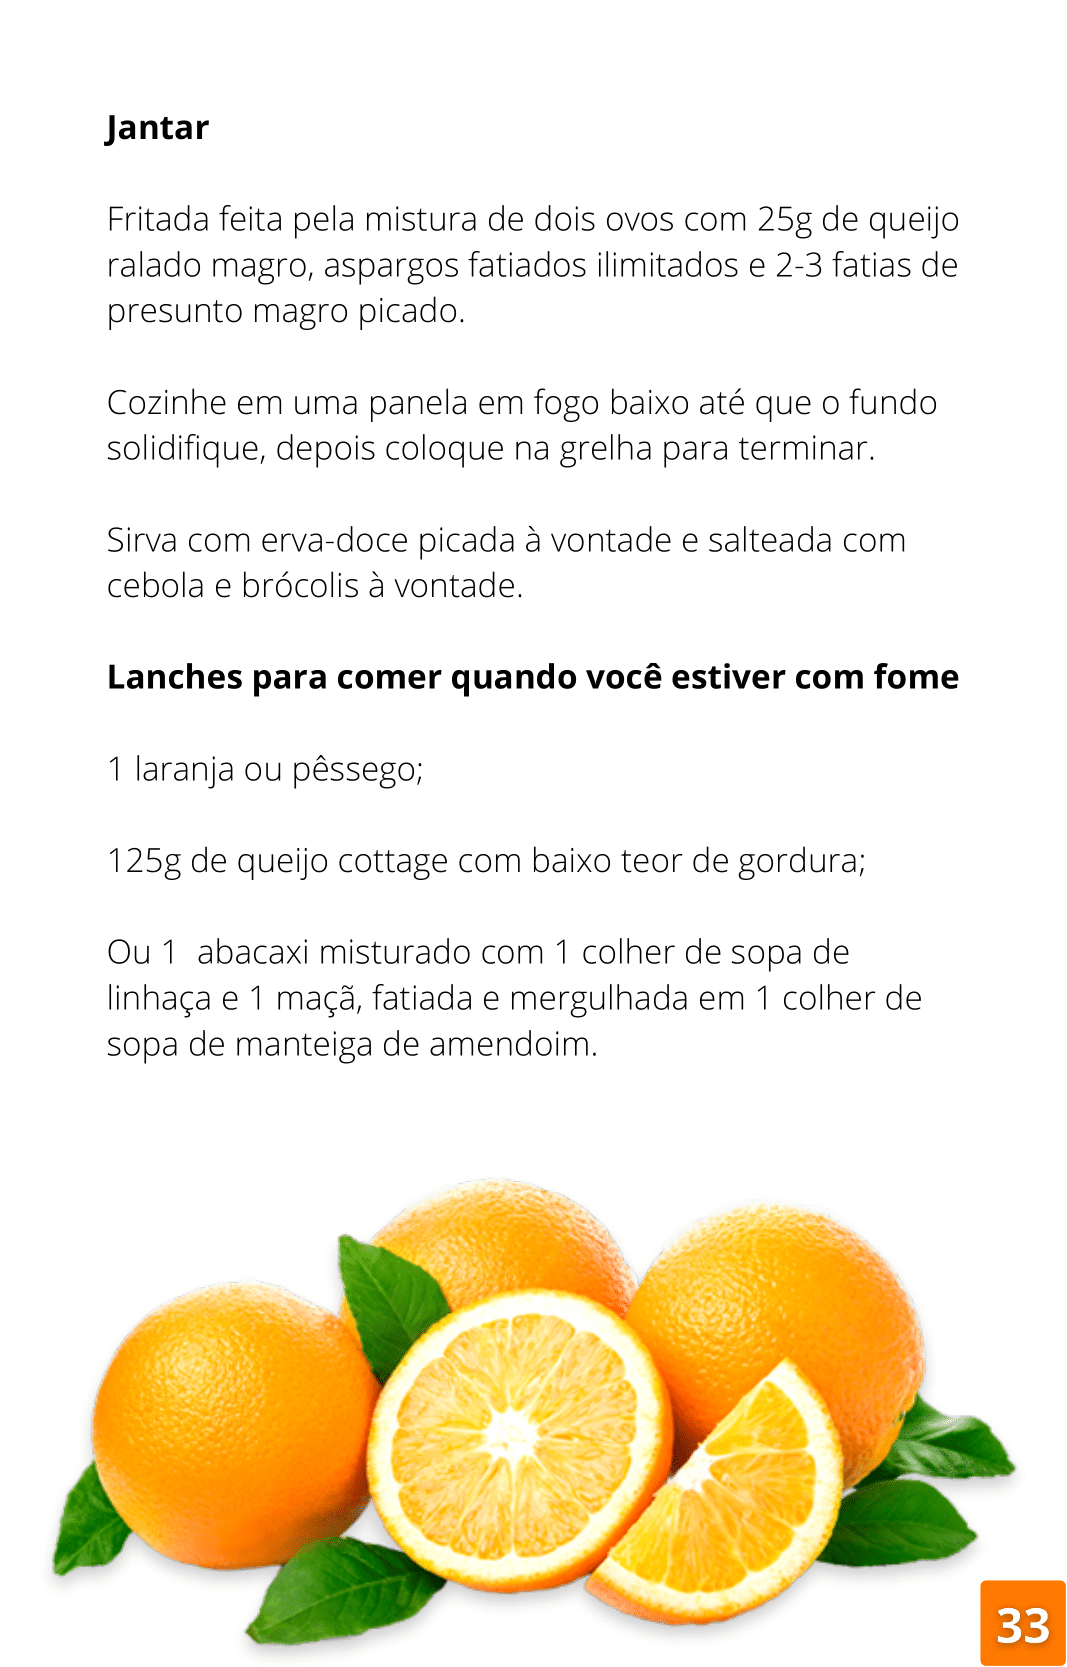 Jantar
Fritada feita pela mistura de dois ovos com 25g de queijo
ralado magro, aspargos fatiados ilimitados e 2-3 fatias de
presunto magro picado.
Cozinhe em uma panela em fogo baixo até que o fundo
solidifique, depois coloque na grelha para terminar.
Sirva com erva-doce picada à vontade e salteada com
cebola e brócolis à vontade.
Lanches para comer quando você estiver com fome
1 laranja ou pêssego;
125g de queijo cottage com baixo teor de gordura;
Ou 1  abacaxi misturado com 1 colher de sopa de
linhaça e 1 maçã, fatiada e mergulhada em 1 colher de
sopa de manteiga de amendoim.
33